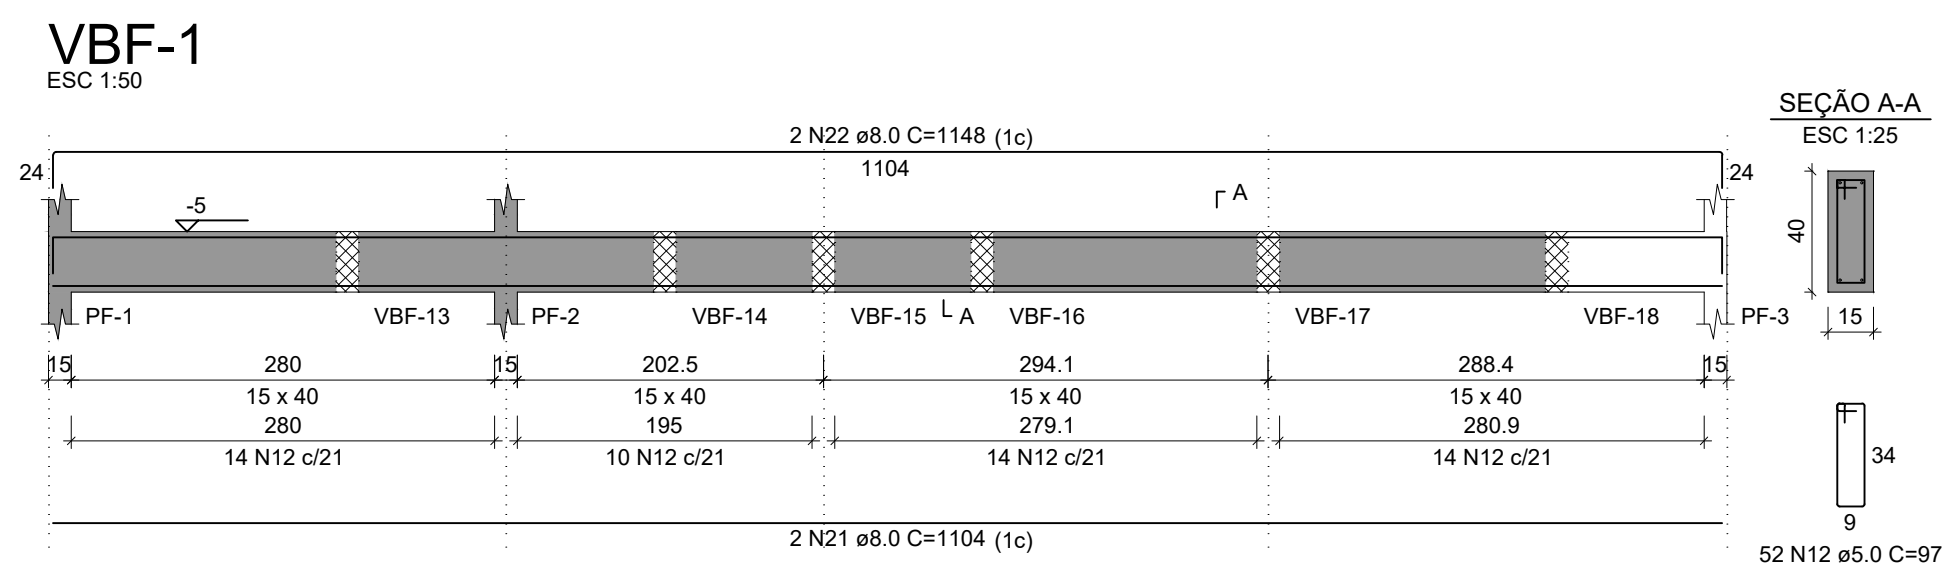 VBF-1
ESC 1:50
2 N22 ø8.0 C=1148 (1c)
24
1104
24
-5
A
PF-1
VBF-13
PF-2
VBF-14
VBF-15
A
VBF-16
VBF-17
VBF-18
PF-3
15
280
15
202.5
294.1
288.4
15
15 x 40
15 x 40
15 x 40
15 x 40
280
195
279.1
280.9
14 N12 c/21
10 N12 c/21
14 N12 c/21
14 N12 c/21
2 N21 ø8.0 C=1104 (1c)
SEÇÃO A-A
ESC 1:25
40
15
34
9
52 N12 ø5.0 C=97